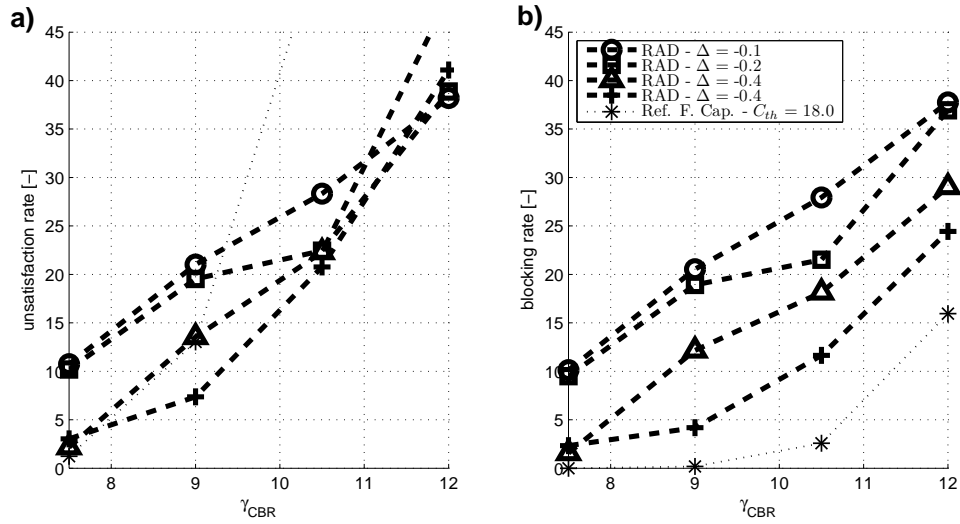 a)
45
40
35
30
25
20
15
10
5
0
unsatisfaction rate [–]
8
9
10
11
12
γCBR
b)
45
40
35
30
25
20
15
10
5
0
blocking rate [–]
RAD - Δ = -0.1
RAD - Δ = -0.2
RAD - Δ = -0.4
RAD - Δ = -0.4
Ref. F. Cap. - Cth = 18.0
8
9
10
11
12
γCBR